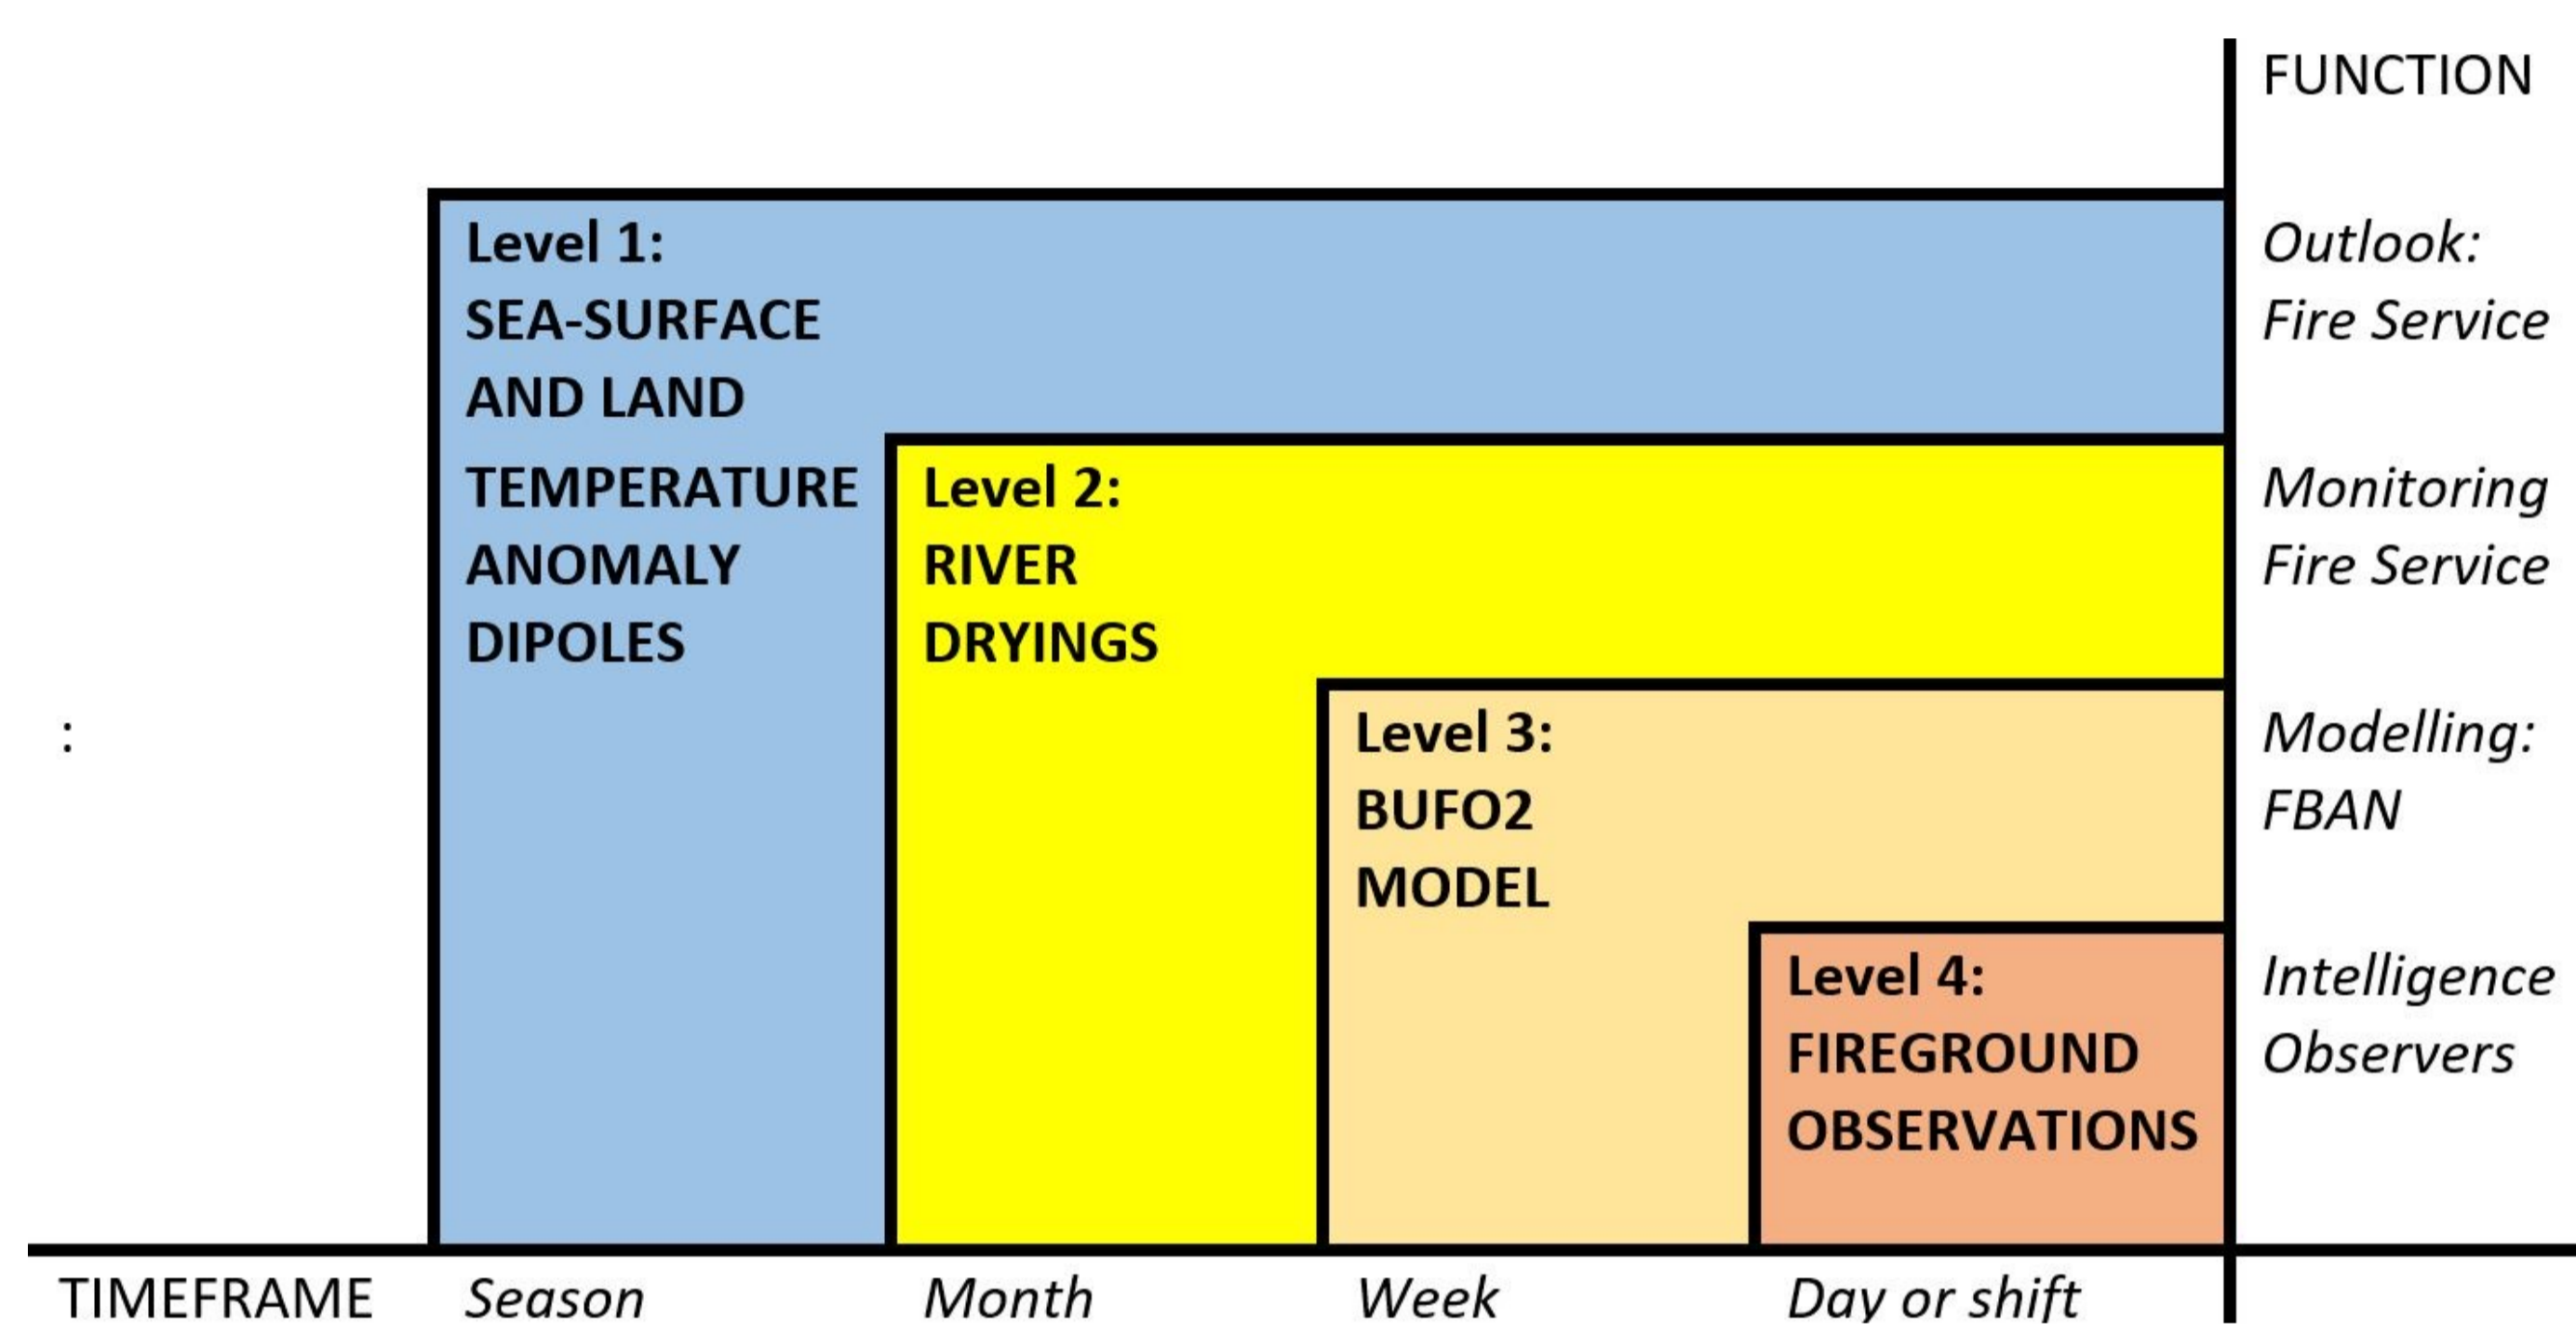 FUNCTION
Level 1:
SEA-SURFACE
AND LAND
TEMPERATURE
ANOMALY
DIPOLES
Outlook:
Fire Service
Level 2:
RIVER
DRYINGS
Monitoring
Fire Service
:
Level 3:
BUFO2
MODEL
Modelling:
FBAN
Level 4:
FIREGROUND
OBSERVATIONS
Intelligence
Observers
TIMEFRAME Season Month Week Day or shift